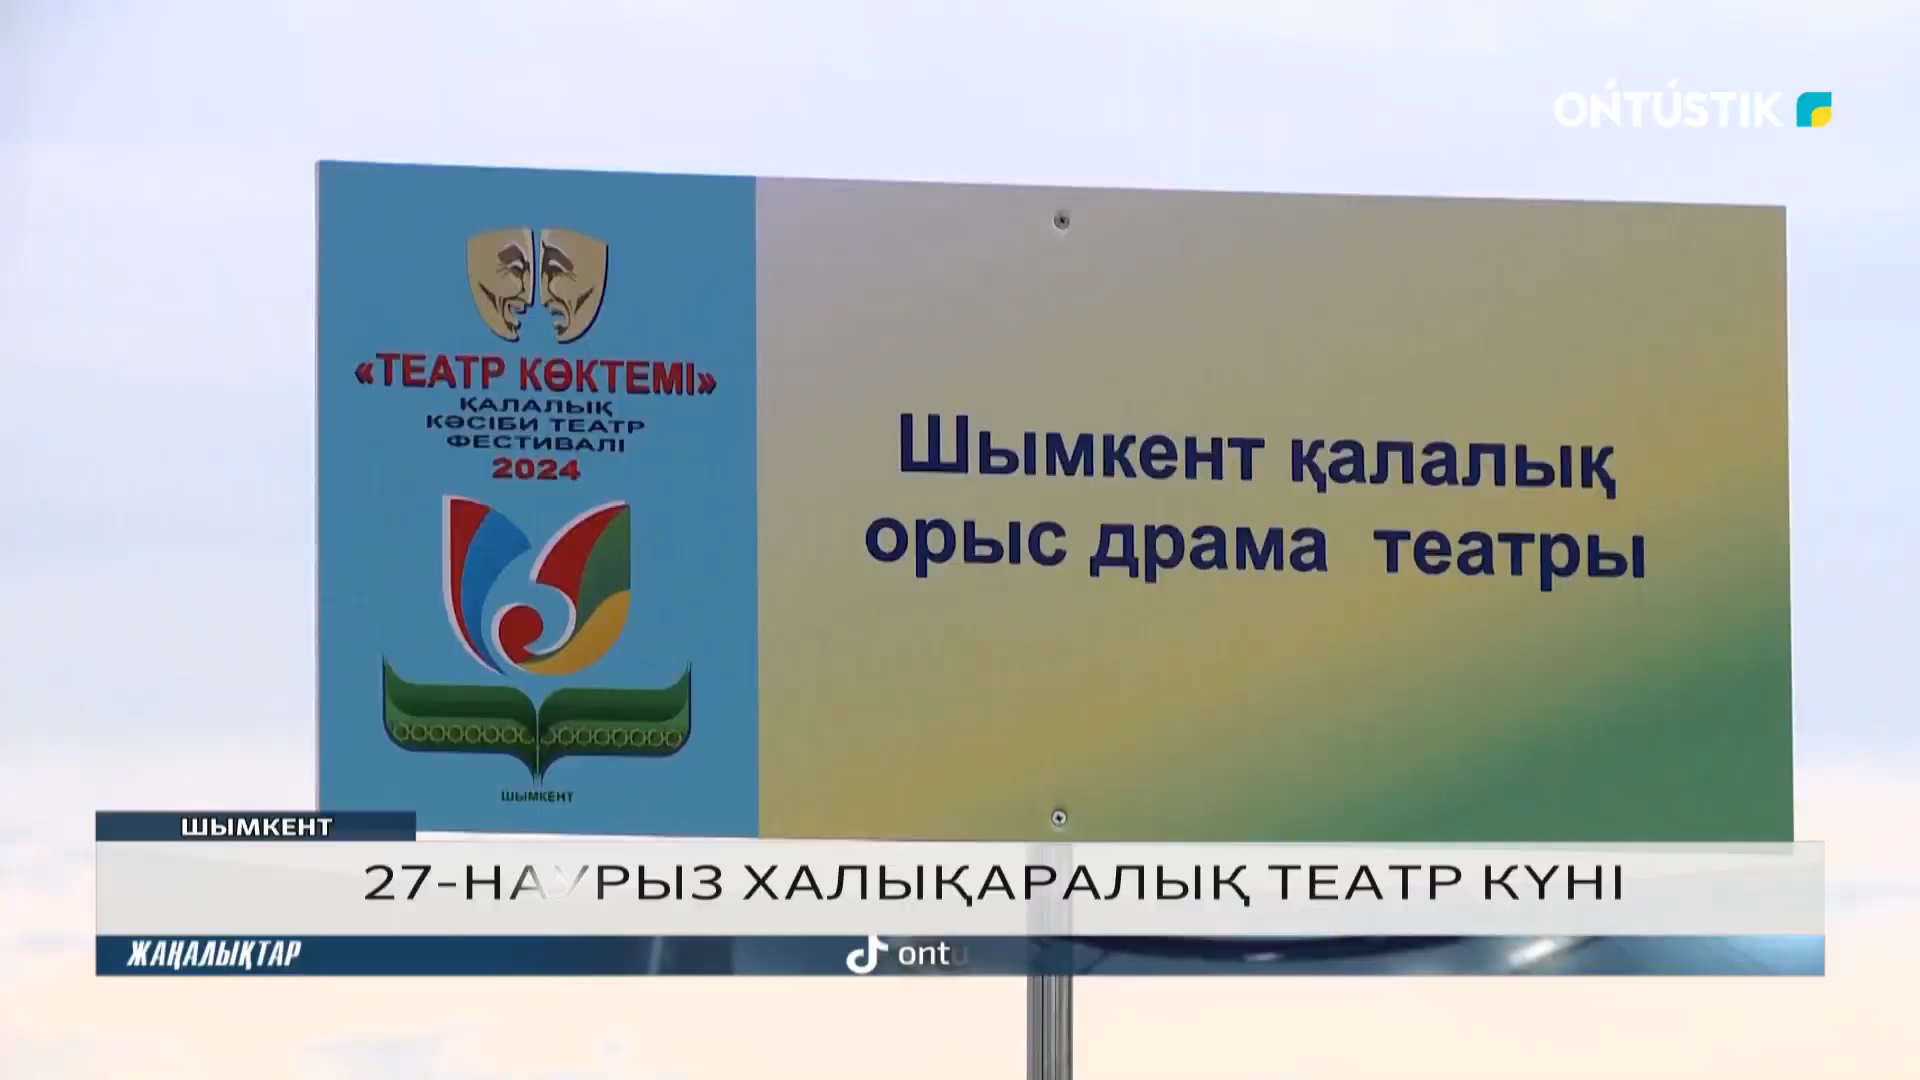 OŃTÚSTIK
«ТЕАТР КӨКТЕМІ»
ҚАЛАЛЫҚ
КӘСІБИ ТЕАТР
ФЕСТИВАЛІ
2024
ШЫМКЕНТ
Шымкент қалалық
орыс драма театры
ШЫМКЕНТ
27-НАУРЫЗ ХАЛЫҚАРАЛЫҚ ТЕАТР КҮНІ
ЖАҢАЛЫҚТАР
ontu